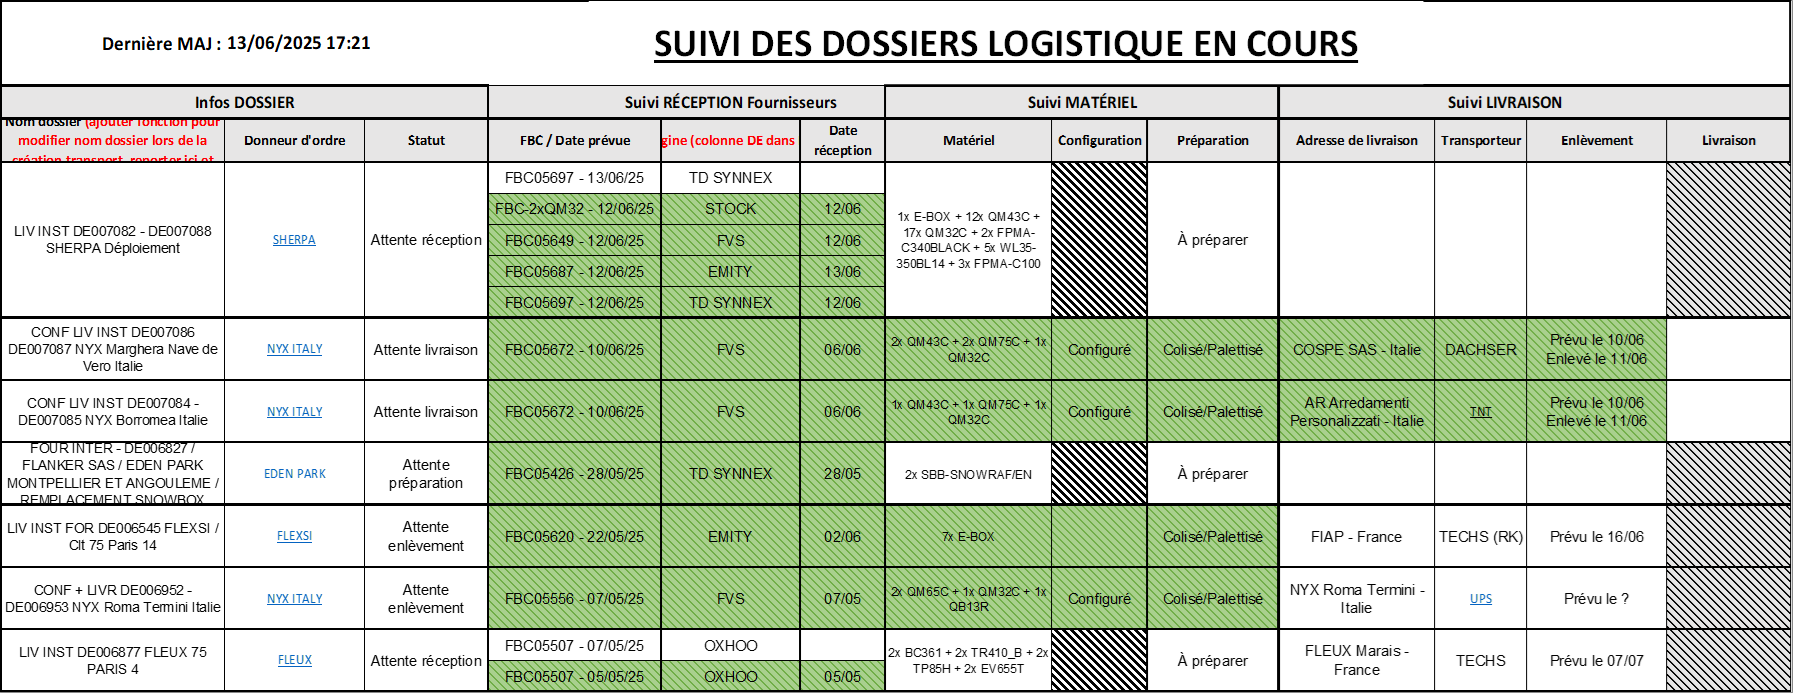 Dernière MAJ : 13/06/2025 17:21
SUIVI DES DOSSIERS LOGISTIQUE EN COURS
Infos DOSSIER
Suivi RÉCEPTION Fournisseurs
Suivi MATÉRIEL
Suivi LIVRAISON
Nom dossier (ajouter fonction pour
modifier nom dossier lors de la
création transport, reporter ici et
Donneur d'ordre
Statut
FBC / Date prévue
gine (colonne DE dans
Date
réception
Matériel
Configuration
Préparation
Adresse de livraison
Transporteur
Enlèvement
Livraison
LIV INST DE007082 - DE007088
SHERPA Déploiement
SHERPA
Attente réception
FBC05697 - 13/06/25
TD SYNNEX
FBC-2xQM32 - 12/06/25
STOCK
12/06
FBC05649 - 12/06/25
FVS
12/06
FBC05687 - 12/06/25
EMITY
13/06
FBC05697 - 12/06/25
TD SYNNEX
12/06
1x E-BOX + 12x QM43C +
17x QM32C + 2x FPMA-
C340BLACK + 5x WL35-
350BL14 + 3x FPMA-C100
À préparer
CONF LIV INST DE007086
DE007087 NYX Marghera Nave de
Vero Italie
NYX ITALY
Attente livraison
FBC05672 - 10/06/25
FVS
06/06
2x QM43C + 2x QM75C + 1x
QM32C
Configuré
Colisé/Palettisé
COSPE SAS - Italie
DACHSER
Prévu le 10/06
Enlevé le 11/06
CONF LIV INST DE007084 -
DE007085 NYX Borromea Italie
NYX ITALY
Attente livraison
FBC05672 - 10/06/25
FVS
06/06
1x QM43C + 1x QM75C + 1x
QM32C
Configuré
Colisé/Palettisé
AR Arredamenti
Personalizzati - Italie
TNT
Prévu le 10/06
Enlevé le 11/06
FOUR INTER - DE006827 /
FLANKER SAS / EDEN PARK
MONTPELLIER ET ANGOULEME /
REMPLACEMENT SNOWBOX
EDEN PARK
Attente
préparation
FBC05426 - 28/05/25
TD SYNNEX
28/05
2x SBB-SNOWRAF/EN
À préparer
LIV INST FOR DE006545 FLEXSI /
Clt 75 Paris 14
FLEXSI
Attente
enlèvement
FBC05620 - 22/05/25
EMITY
02/06
7x E-BOX
Colisé/Palettisé
FIAP - France
TECHS (RK)
Prévu le 16/06
CONF + LIVR DE006952 -
DE006953 NYX Roma Termini Italie
NYX ITALY
Attente
enlèvement
FBC05556 - 07/05/25
FVS
07/05
2x QM65C + 1x QM32C + 1x
QB13R
Configuré
Colisé/Palettisé
NYX Roma Termini -
Italie
UPS
Prévu le ?
LIV INST DE006877 FLEUX 75
PARIS 4
FLEUX
Attente réception
FBC05507 - 07/05/25
OXHOO
FBC05507 - 05/05/25
OXHOO
05/05
2x BC361 + 2x TR410_B + 2x
TP85H + 2x EV655T
À préparer
FLEUX Marais -
France
TECHS
Prévu le 07/07